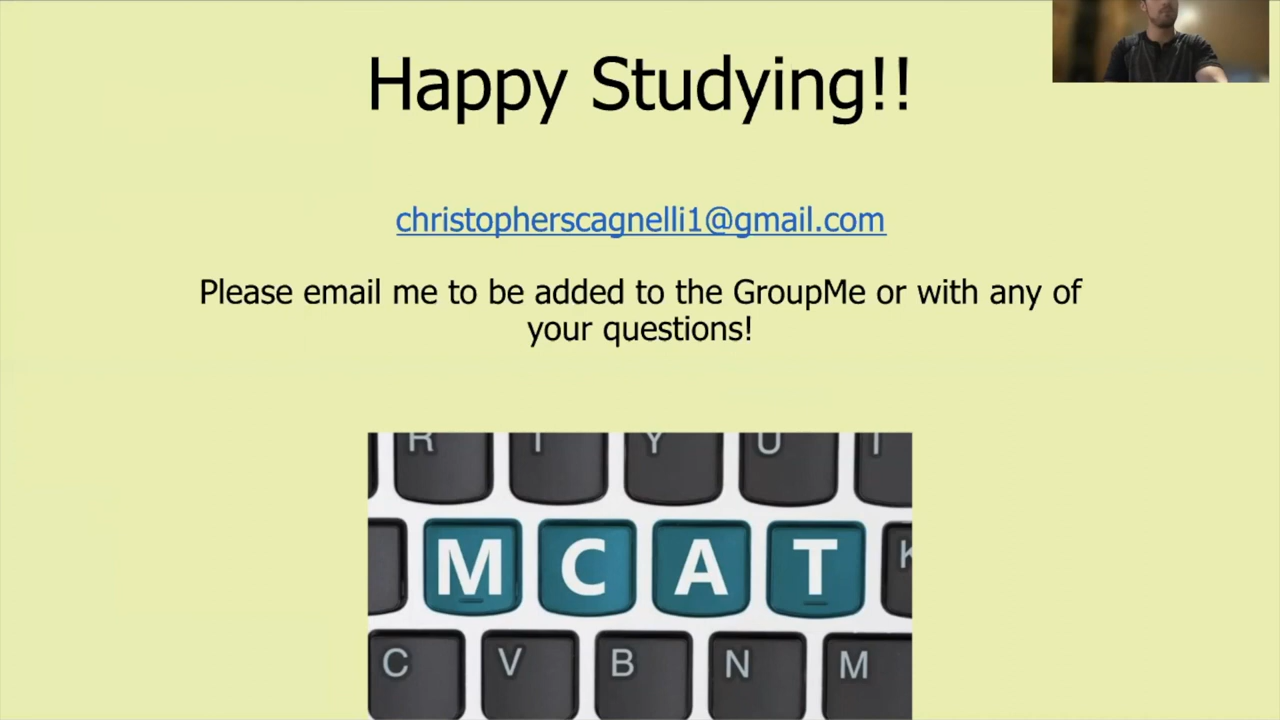 Happy Studying!!
christopherscagnelli1@gmail.com
Please email me to be added to the GroupMe or with any of
your questions!
R T Y U I
M C A T K
C V B N M